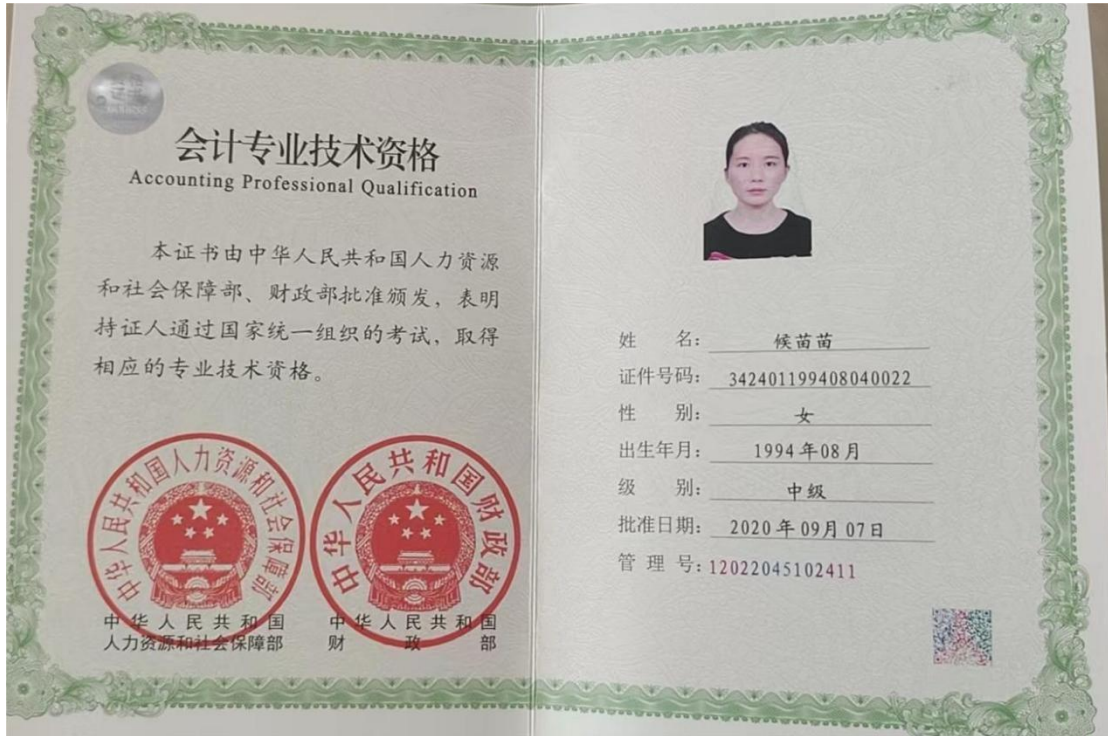 会计专业技术资格
Accounting Professional Qualification
本证书由中华人民共和国人力资源
和社会保障部、财政部批准颁发，表明
持证人通过国家统一组织的考试，取得
相应的专业技术资格。
中华人民共和国人力资源和社会保障部
中华人民共和国财政部
中华人民共和国
人力资源和社会保障部
中华人民共和国
财政部
姓名：候苗苗
证件号码：342401199408040022
性别：女
出生年月：1994年08月
级别：中级
批准日期：2020年09月07日
管理号：12022045102411